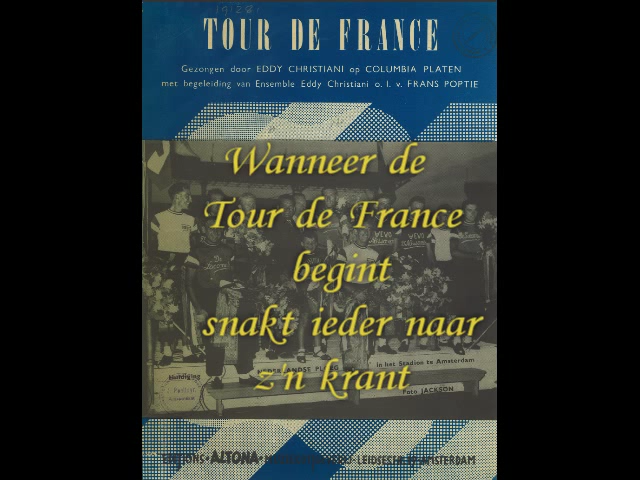 TOUR DE FRANCE
Gezongen door EDDY CHRISTIANI op COLUMBIA PLATEN
met begeleiding van Ensemble Eddy Christiani o. l. v. FRANS POPTIE
Wanneer de
Tour de France
begint
snakt ieder naar
z'n krant
Huldiging
in het Stadion te Amsterdam
Foto JACKSON
ALTONA
AMSTERDAM